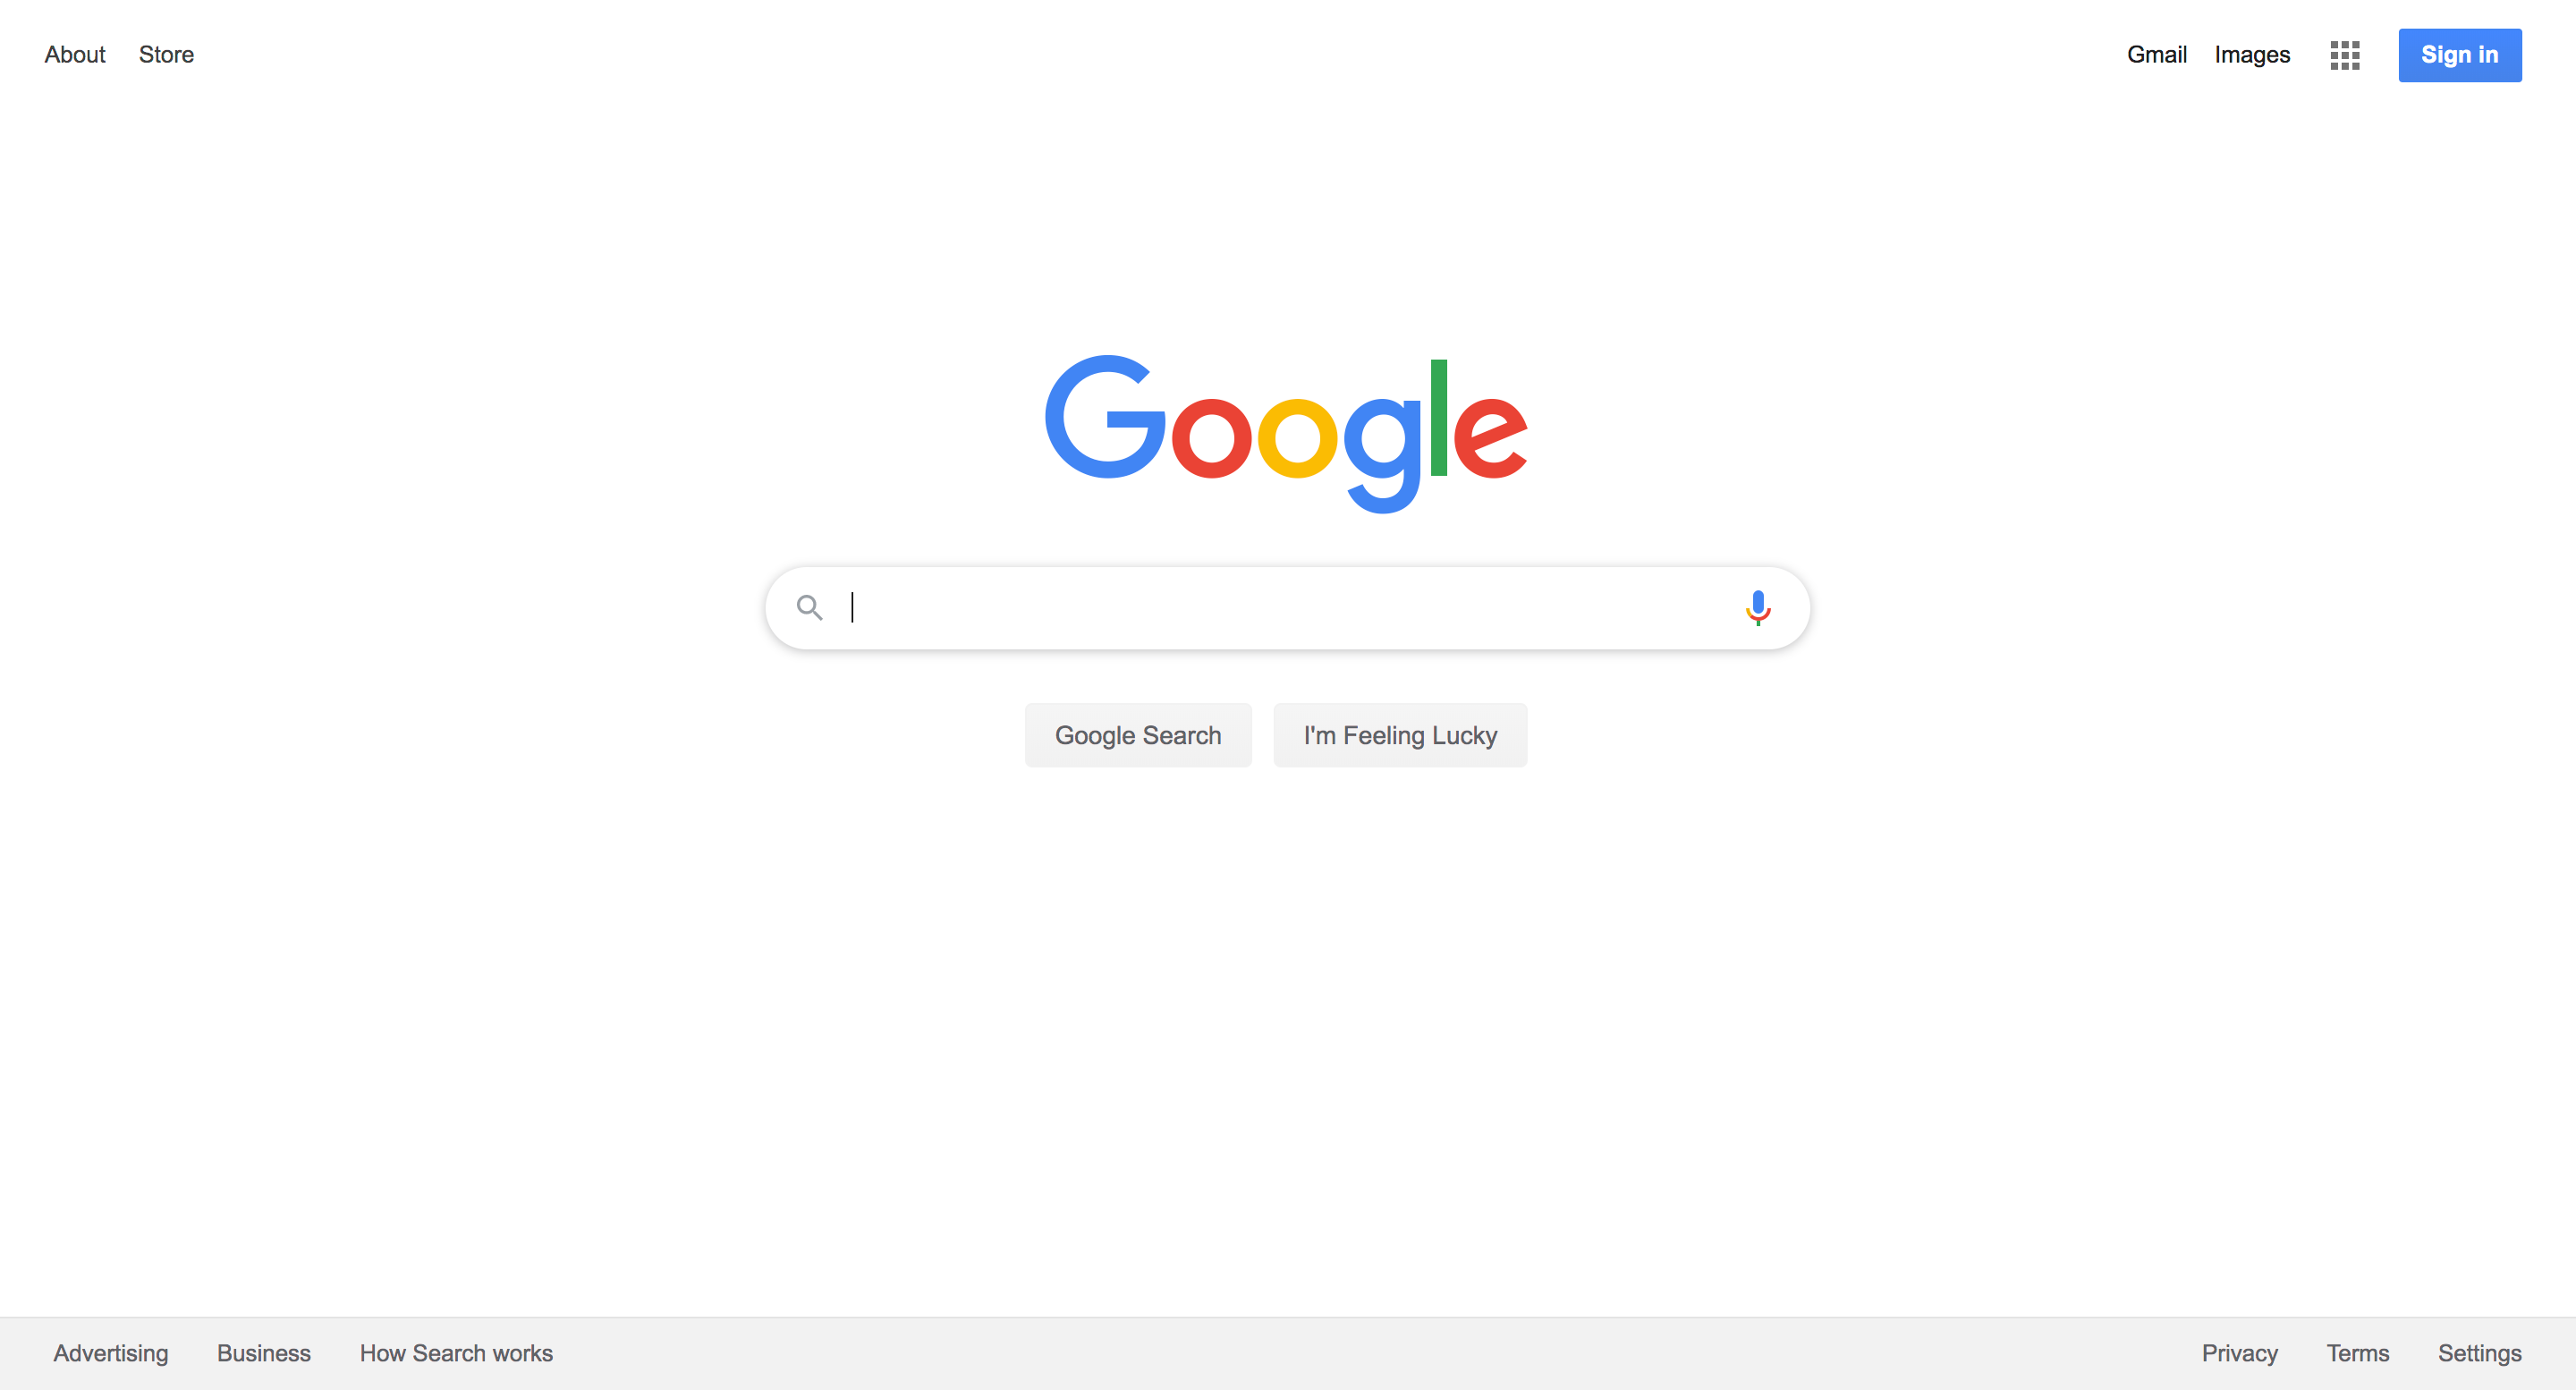 About Store Gmail Images Sign in
Google
Google Search I'm Feeling Lucky
Advertising Business How Search works Privacy Terms Settings